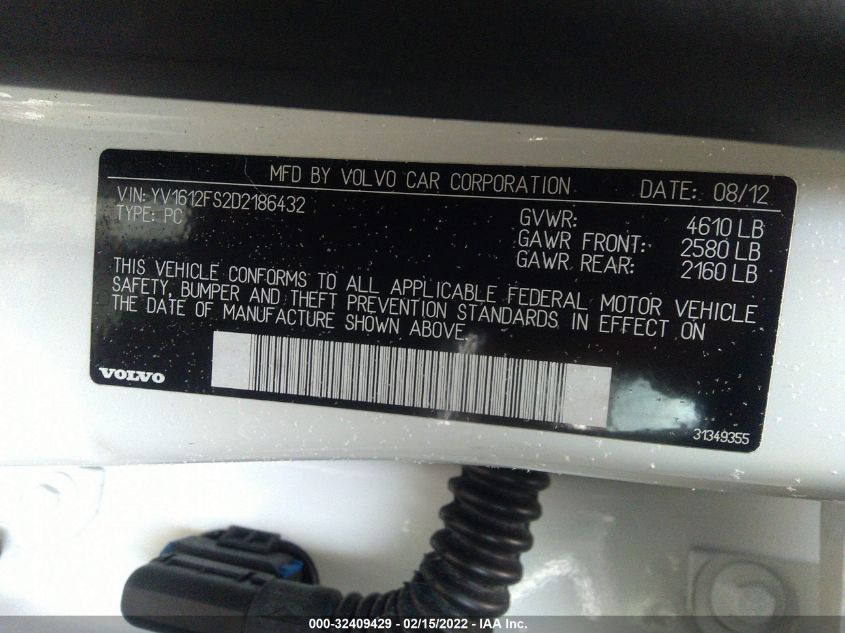 MFD BY VOLVO CAR CORPORATION DATE: 08/12
VIN: YV1612FS2D2186432
TYPE: PC
GVWR: 4610 LB
GAWR FRONT: 2580 LB
GAWR REAR: 2160 LB
THIS VEHICLE CONFORMS TO ALL APPLICABLE FEDERAL MOTOR VEHICLE
SAFETY, BUMPER AND THEFT PREVENTION STANDARDS IN EFFECT ON
THE DATE OF MANUFACTURE SHOWN ABOVE.
VOLVO
31349355
000-32409429 - 02/15/2022 - IAA Inc.